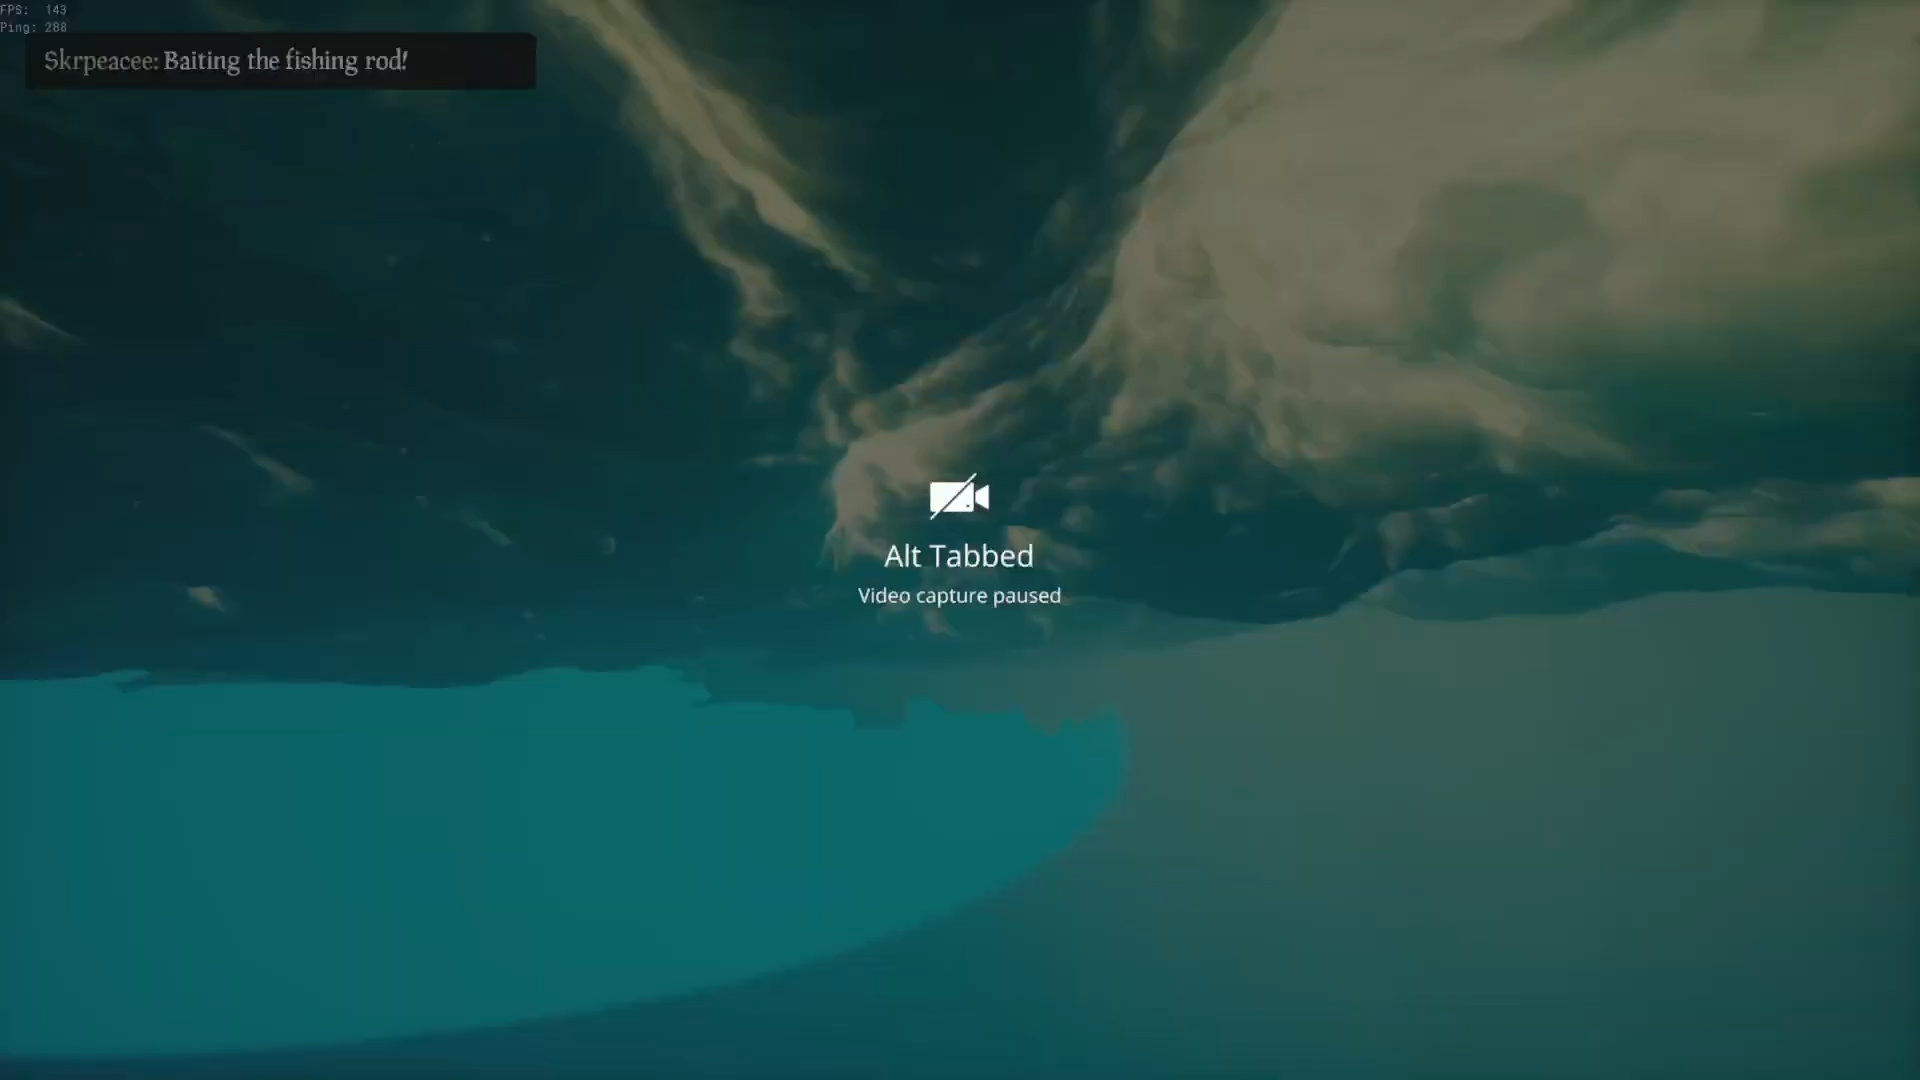 FPS: 143
Ping: 288
Skrpeacee: Baiting the fishing rod!
Alt Tabbed
Video capture paused